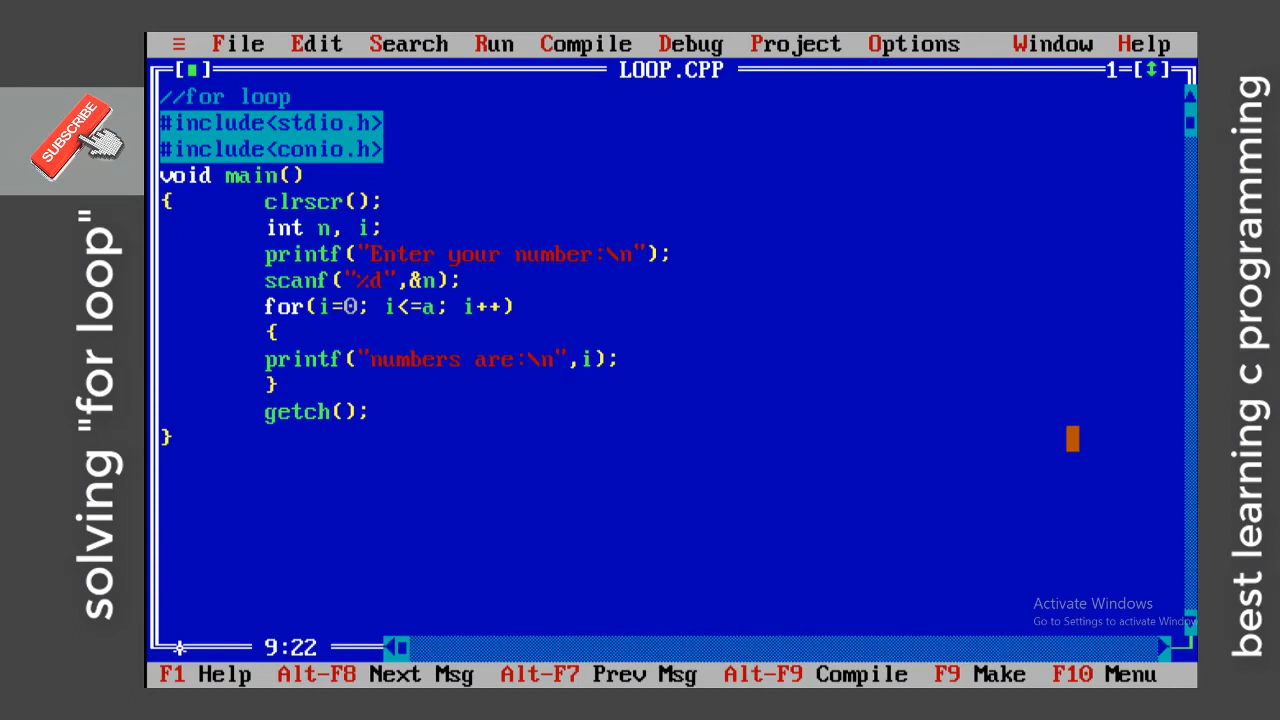 ≡ File Edit Search Run Compile Debug Project Options Window Help
[■] LOOP.CPP 1=[↕]
//for loop
#include<stdio.h>
#include<conio.h>
void main()
{ clrscr();
int n, i;
printf("Enter your number:\n");
scanf("%d",&n);
for(i=0; i<=a; i++)
{
printf("numbers are:\n",i);
}
getch();
}
Activate Windows
Go to Settings to activate Window
9:22
F1 Help Alt-F8 Next Msg Alt-F7 Prev Msg Alt-F9 Compile F9 Make F10 Menu
SUBSCRIBE
solving "for loop"
best learning c programming